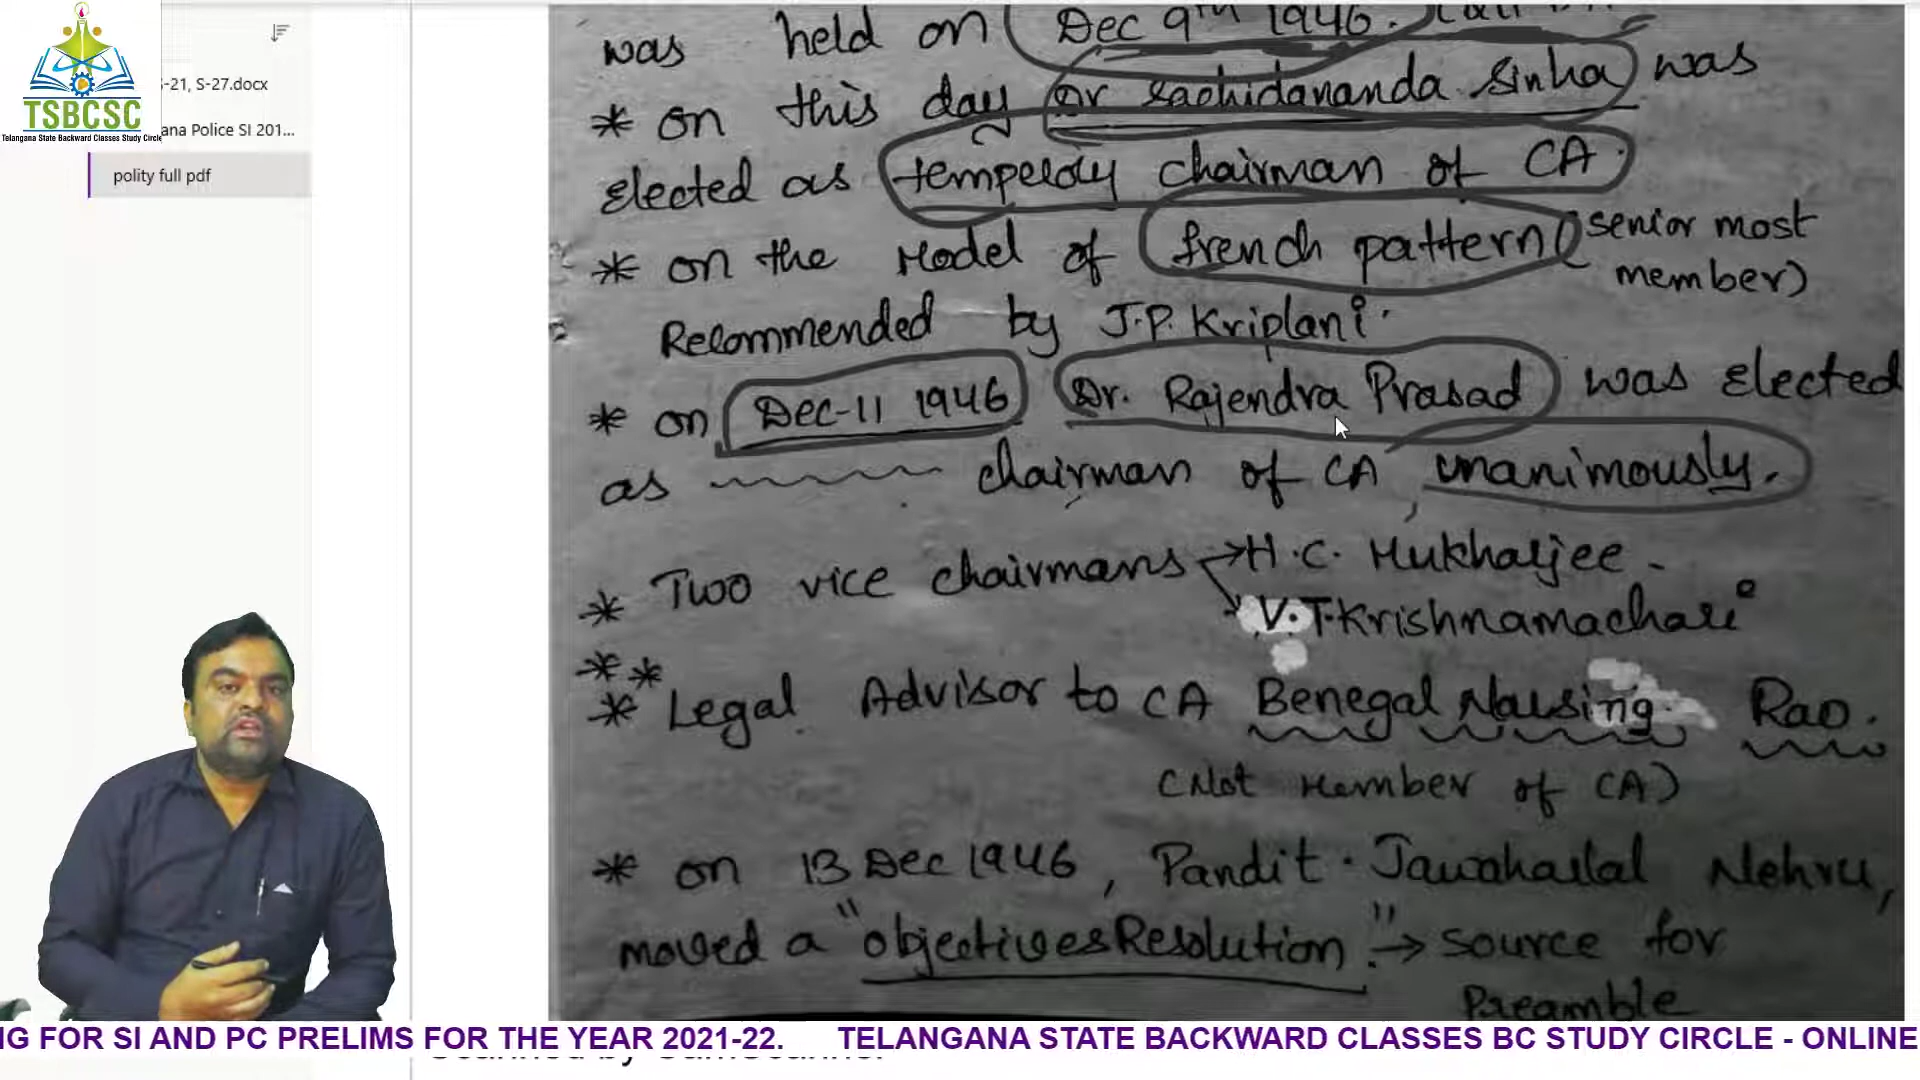 TSBCSC
Telangana State Backward Classes Study Circle
-21, S-27.docx
ana Police SI 201...
polity full pdf
was held on Dec 9th 1946.
* on this day Dr sachidananda Sinha was
Elected as temperory chairman of CA.
* on the Model of french pattern (senior most
member)
Recommended by J.P. Kriplani.
* on Dec-11 1946 Dr. Rajendra Prasad was Elected
as chairman of CA, unanimously.
* Two vice chairmans → H.C. Mukharjee
V.T. Krishnamachari
* * * Legal Advisor to CA Benegal Narsing Rao.
(Not Member of CA)
* on 13 Dec 1946, Pandit. Jawaharlal Nehru,
moved a "objectives Resolution." → source for
Preamble
NG FOR SI AND PC PRELIMS FOR THE YEAR 2021-22. TELANGANA STATE BACKWARD CLASSES BC STUDY CIRCLE - ONLINE